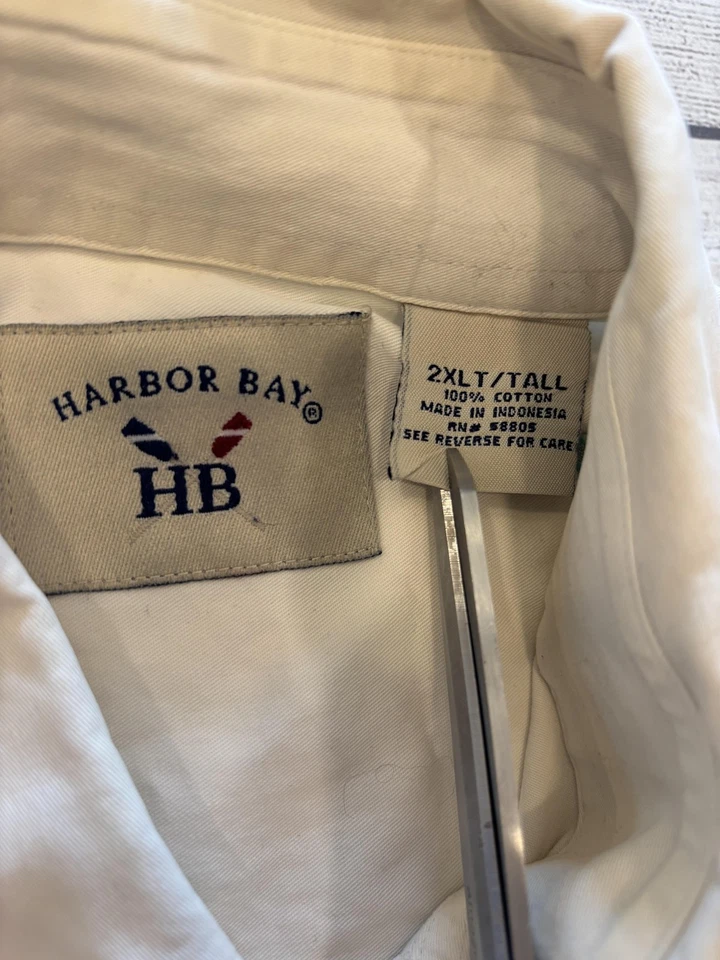 HARBOR BAY®
HB
2XLT/TALL
100% COTTON
MADE IN INDONESIA
RN# 58805
SEE REVERSE FOR CARE